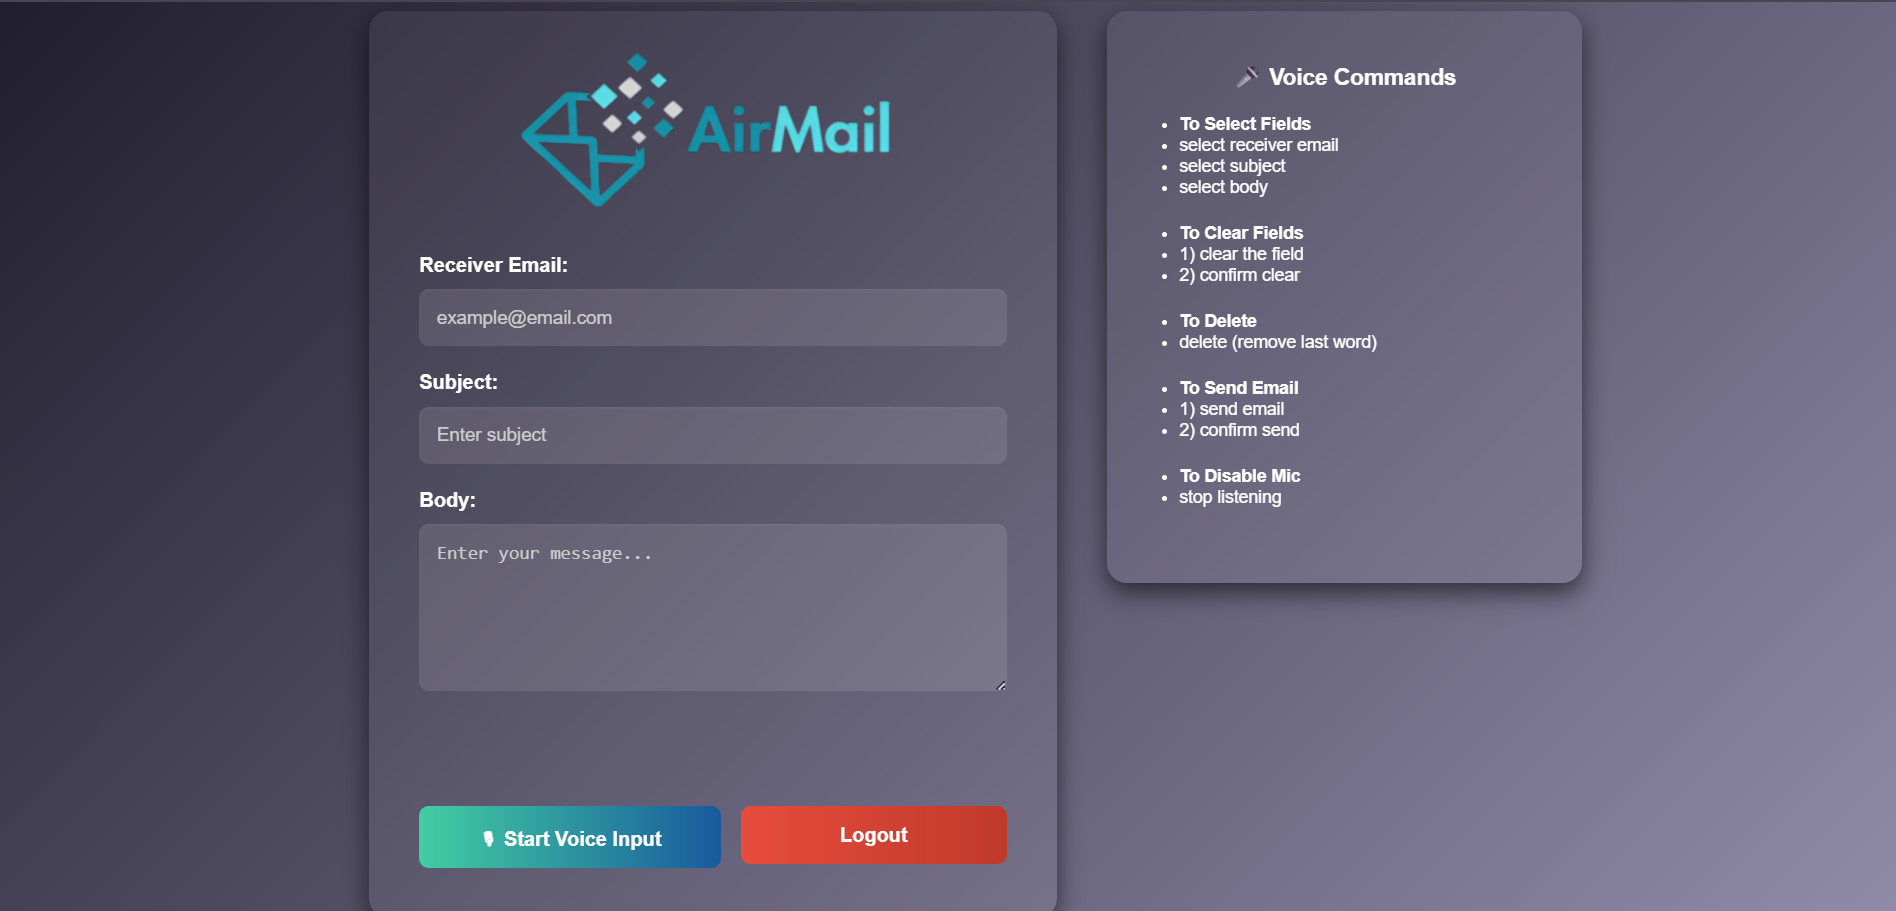 AirMail
Receiver Email:
example@email.com
Subject:
Enter subject
Body:
Enter your message...
Start Voice Input
Logout
Voice Commands
To Select Fields
select receiver email
select subject
select body
To Clear Fields
1) clear the field
2) confirm clear
To Delete
delete (remove last word)
To Send Email
1) send email
2) confirm send
To Disable Mic
stop listening